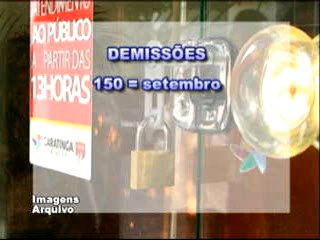 ATENDIMENTO
AO PÚBLICO
A PARTIR DAS
13HORAS
CARATINGA
DEMISSÕES
150 = setembro
Imagens
Arquivo